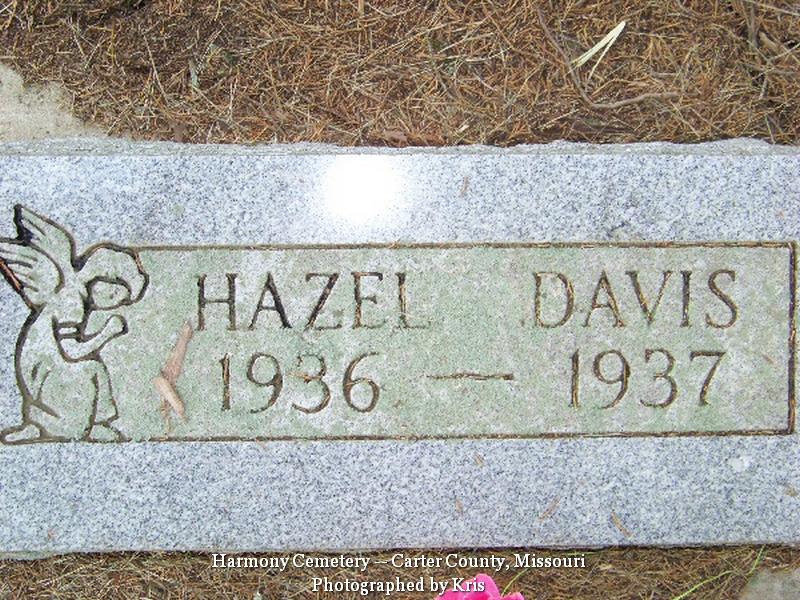 HAZEL DAVIS
1936 — 1937
Harmony Cemetery — Carter County, Missouri
Photographed by Kris